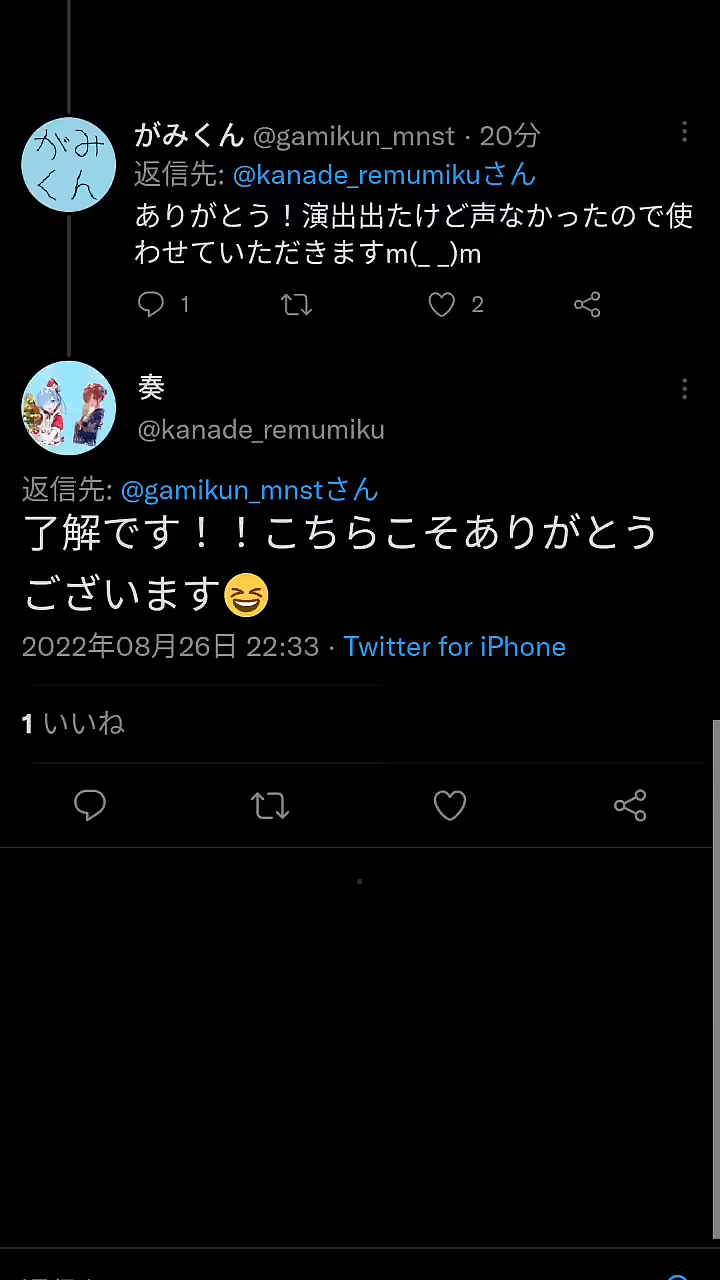 がみくん
がみくん @gamikun_mnst · 20分
返信先: @kanade_remumikuさん
ありがとう！演出出たけど声なかったので使
わせていただきますm(_ _)m
1
2
奏
@kanade_remumiku
返信先: @gamikun_mnstさん
了解です！！こちらこそありがとう
ございます😆
2022年08月26日 22:33 · Twitter for iPhone
1 いいね